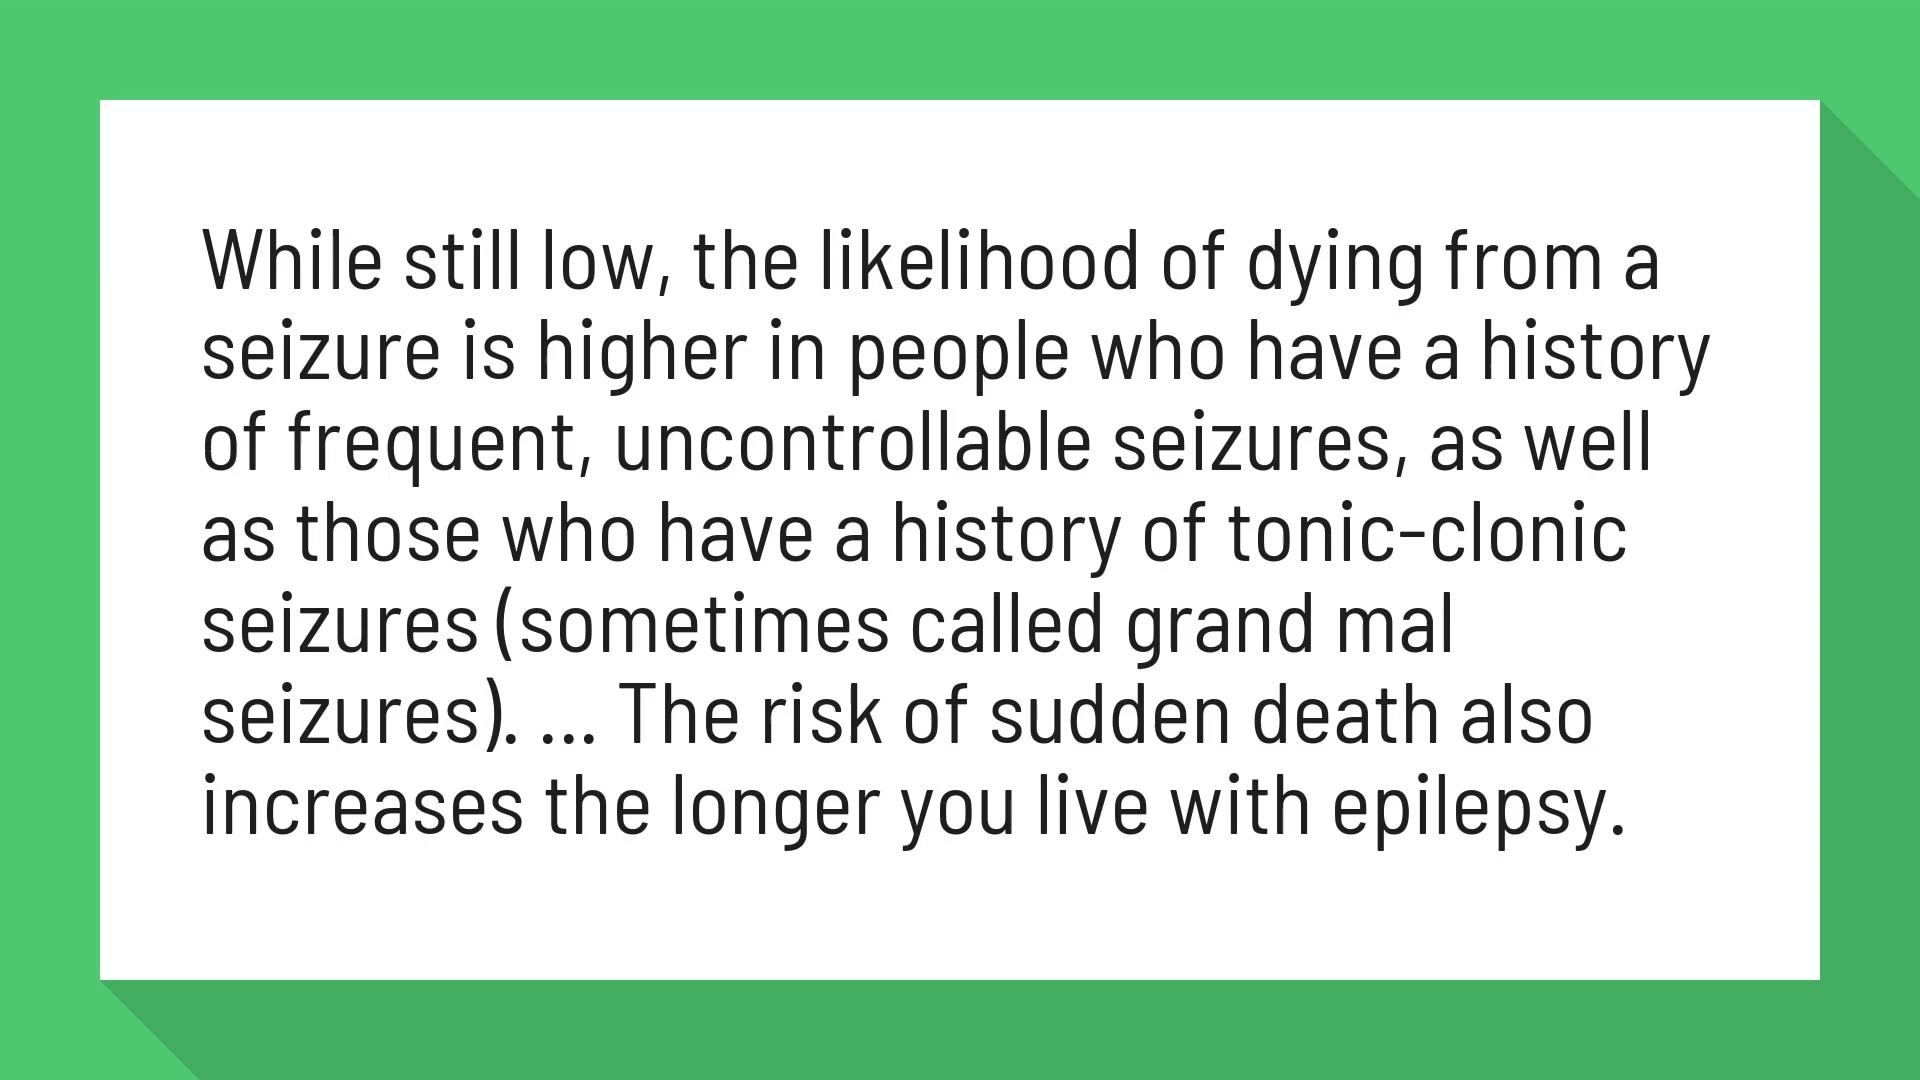 While still low, the likelihood of dying from a
seizure is higher in people who have a history
of frequent, uncontrollable seizures, as well
as those who have a history of tonic-clonic
seizures (sometimes called grand mal
seizures). ... The risk of sudden death also
increases the longer you live with epilepsy.